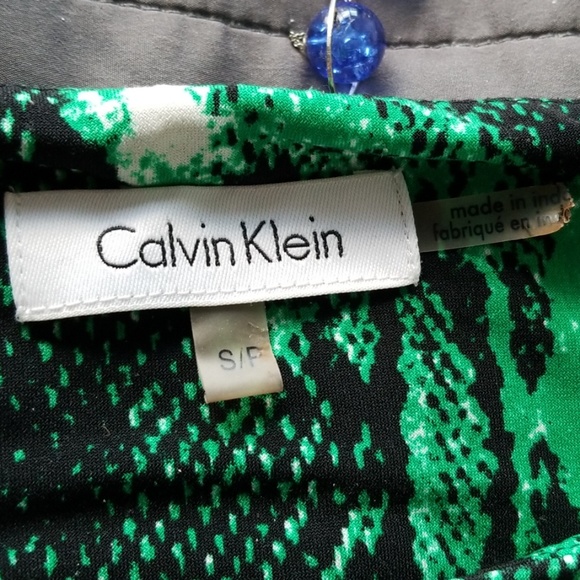 Calvin Klein
made in
fabriqué en
S/P